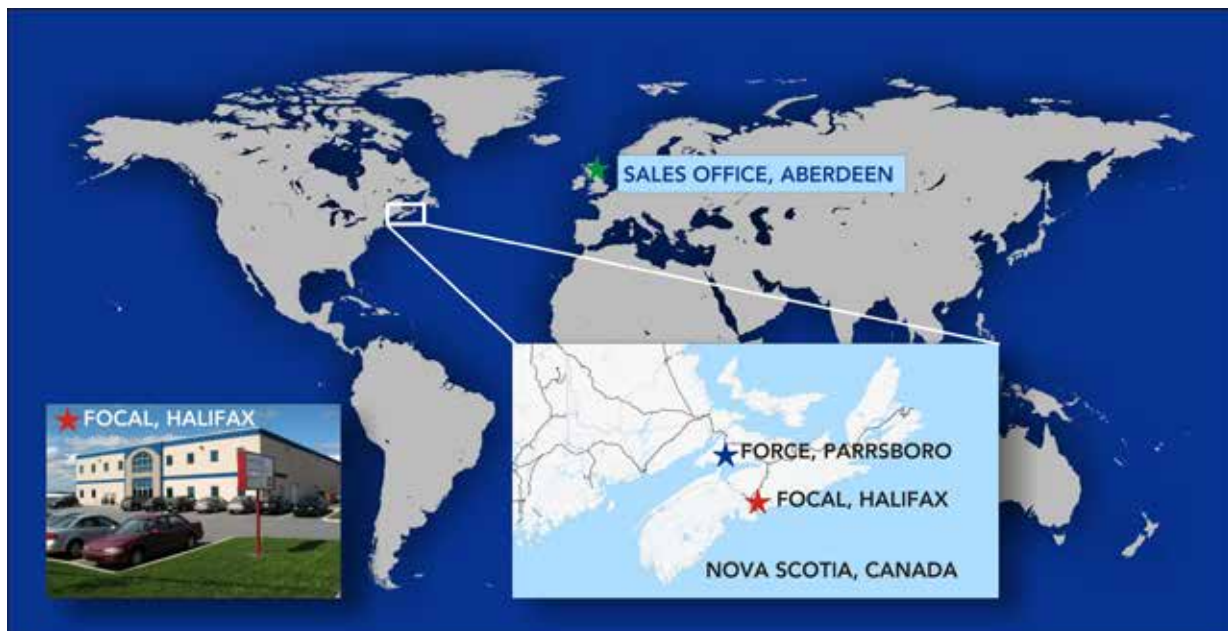 SALES OFFICE, ABERDEEN
FOCAL, HALIFAX
FORCE, PARRSBORO
FOCAL, HALIFAX
NOVA SCOTIA, CANADA